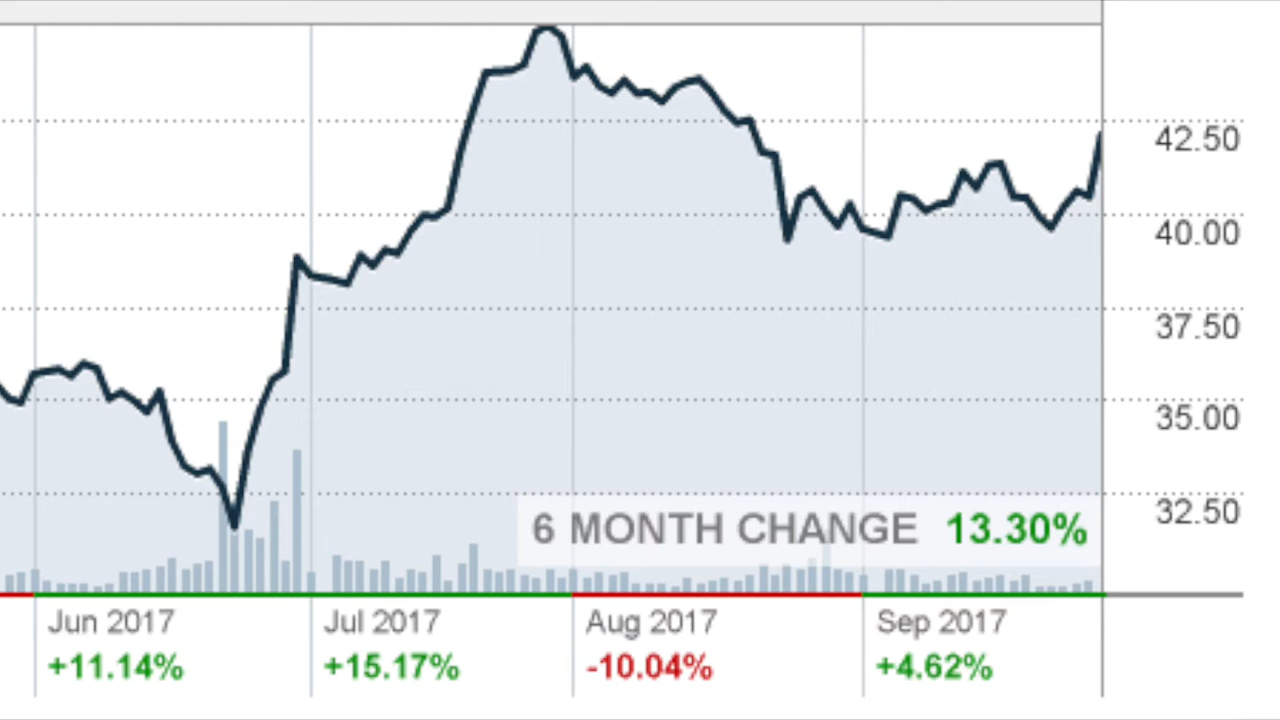 42.50
40.00
37.50
35.00
32.50
6 MONTH CHANGE 13.30%
Jun 2017 Jul 2017 Aug 2017 Sep 2017
+11.14% +15.17% -10.04% +4.62%